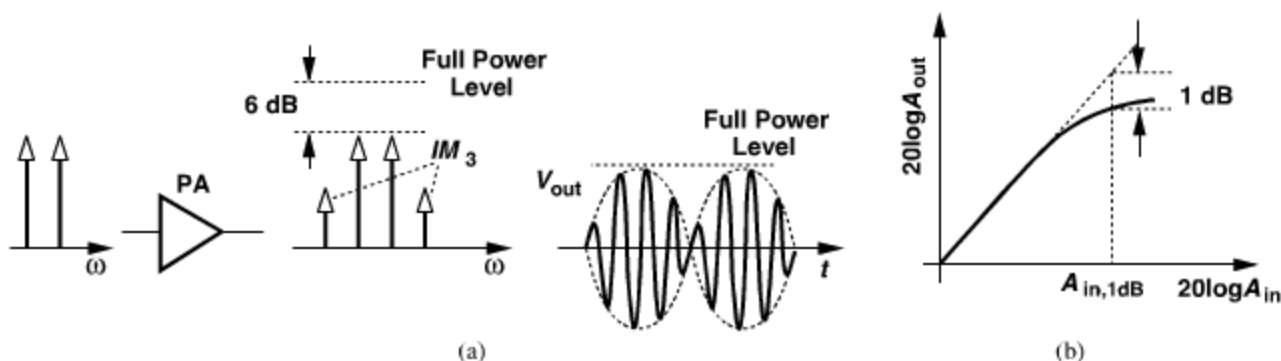 Full Power
Level
6 dB
IM3
PA
ω
ω
Full Power
Level
Vout
t
(a)
20logAout
1 dB
Ain,1dB
20logAin
(b)